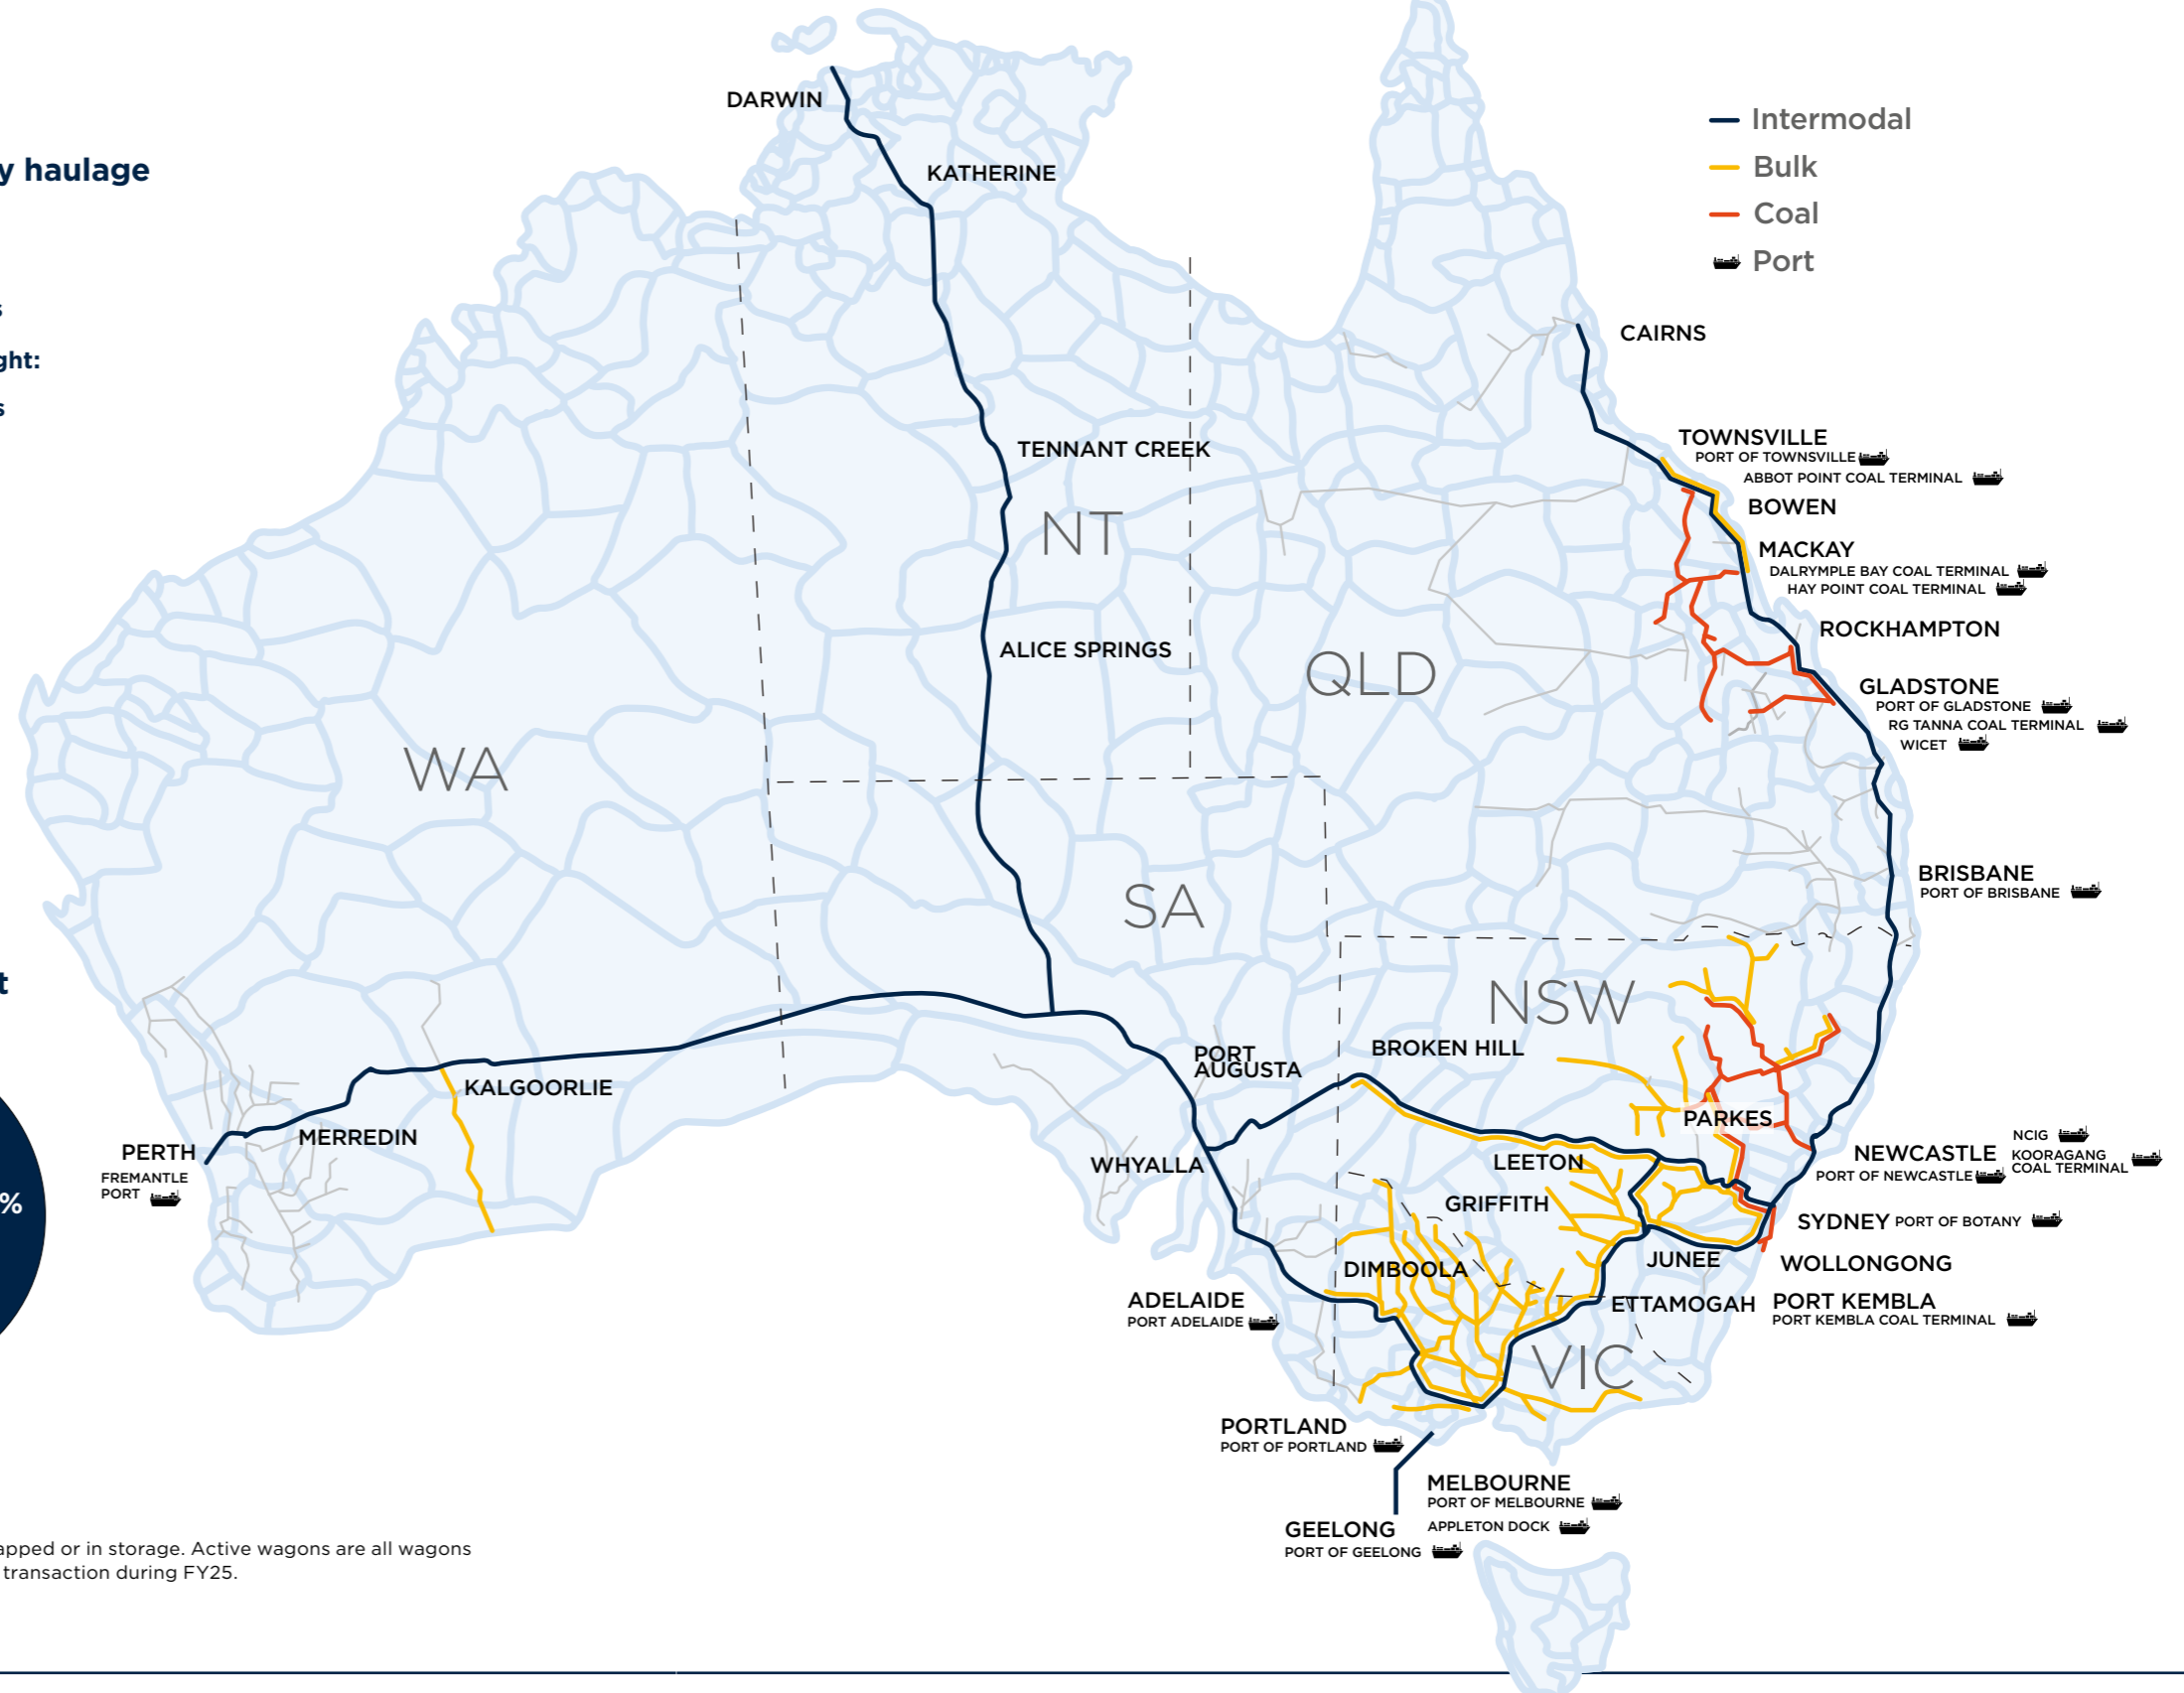 y haulage
s
ght:
s
t
%
Intermodal
Bulk
Coal
Port
DARWIN
KATHERINE
TENNANT CREEK
NT
ALICE SPRINGS
CAIRNS
TOWNSVILLE
PORT OF TOWNSVILLE
ABBOT POINT COAL TERMINAL
BOWEN
MACKAY
DALRYMPLE BAY COAL TERMINAL
HAY POINT COAL TERMINAL
ROCKHAMPTON
QLD
GLADSTONE
PORT OF GLADSTONE
RG TANNA COAL TERMINAL
WICET
WA
SA
BRISBANE
PORT OF BRISBANE
NSW
BROKEN HILL
PORT
AUGUSTA
KALGOORLIE
MERREDIN
PERTH
FREMANTLE
PORT
WHYALLA
PARKES
LEETON
GRIFFITH
NEWCASTLE
PORT OF NEWCASTLE
NCIG
KOORAGANG
COAL TERMINAL
SYDNEY PORT OF BOTANY
JUNEE
WOLLONGONG
DIMBOOLA
ETTAMOGAH
PORT KEMBLA
PORT KEMBLA COAL TERMINAL
ADELAIDE
PORT ADELAIDE
VIC
PORTLAND
PORT OF PORTLAND
MELBOURNE
PORT OF MELBOURNE
APPLETON DOCK
GEELONG
PORT OF GEELONG
apped or in storage. Active wagons are all wagons
transaction during FY25.